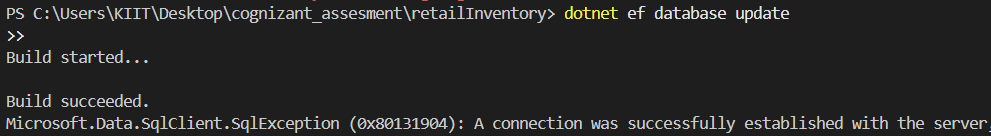 PS C:\Users\KIIT\Desktop\cognizant_assesment\retailInventory> dotnet ef database update
>>
Build started...
Build succeeded.
Microsoft.Data.SqlClient.SqlException (0x80131904): A connection was successfully established with the server,